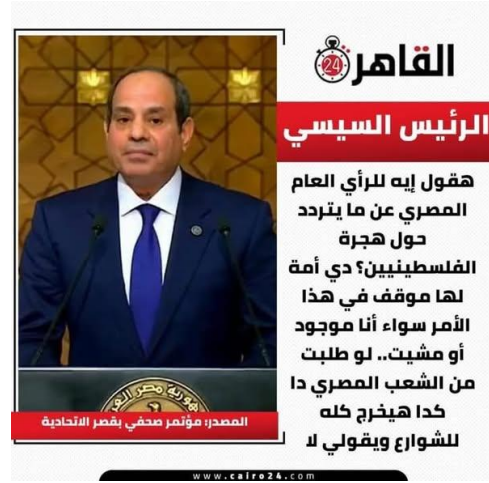 القاهرة
24
الرئيس السيسي
هقول إيه للرأي العام
المصري عن ما يتردد
حول هجرة
الفلسطينيين؟ دي أمة
لها موقف في هذا
الأمر سواء أنا موجود
أو مشيت.. لو طلبت
من الشعب المصري دا
كدا هيخرج كله
للشوارع ويقولي لا
المصدر: مؤتمر صحفي بقصر الاتحادية
www.cairo24.com